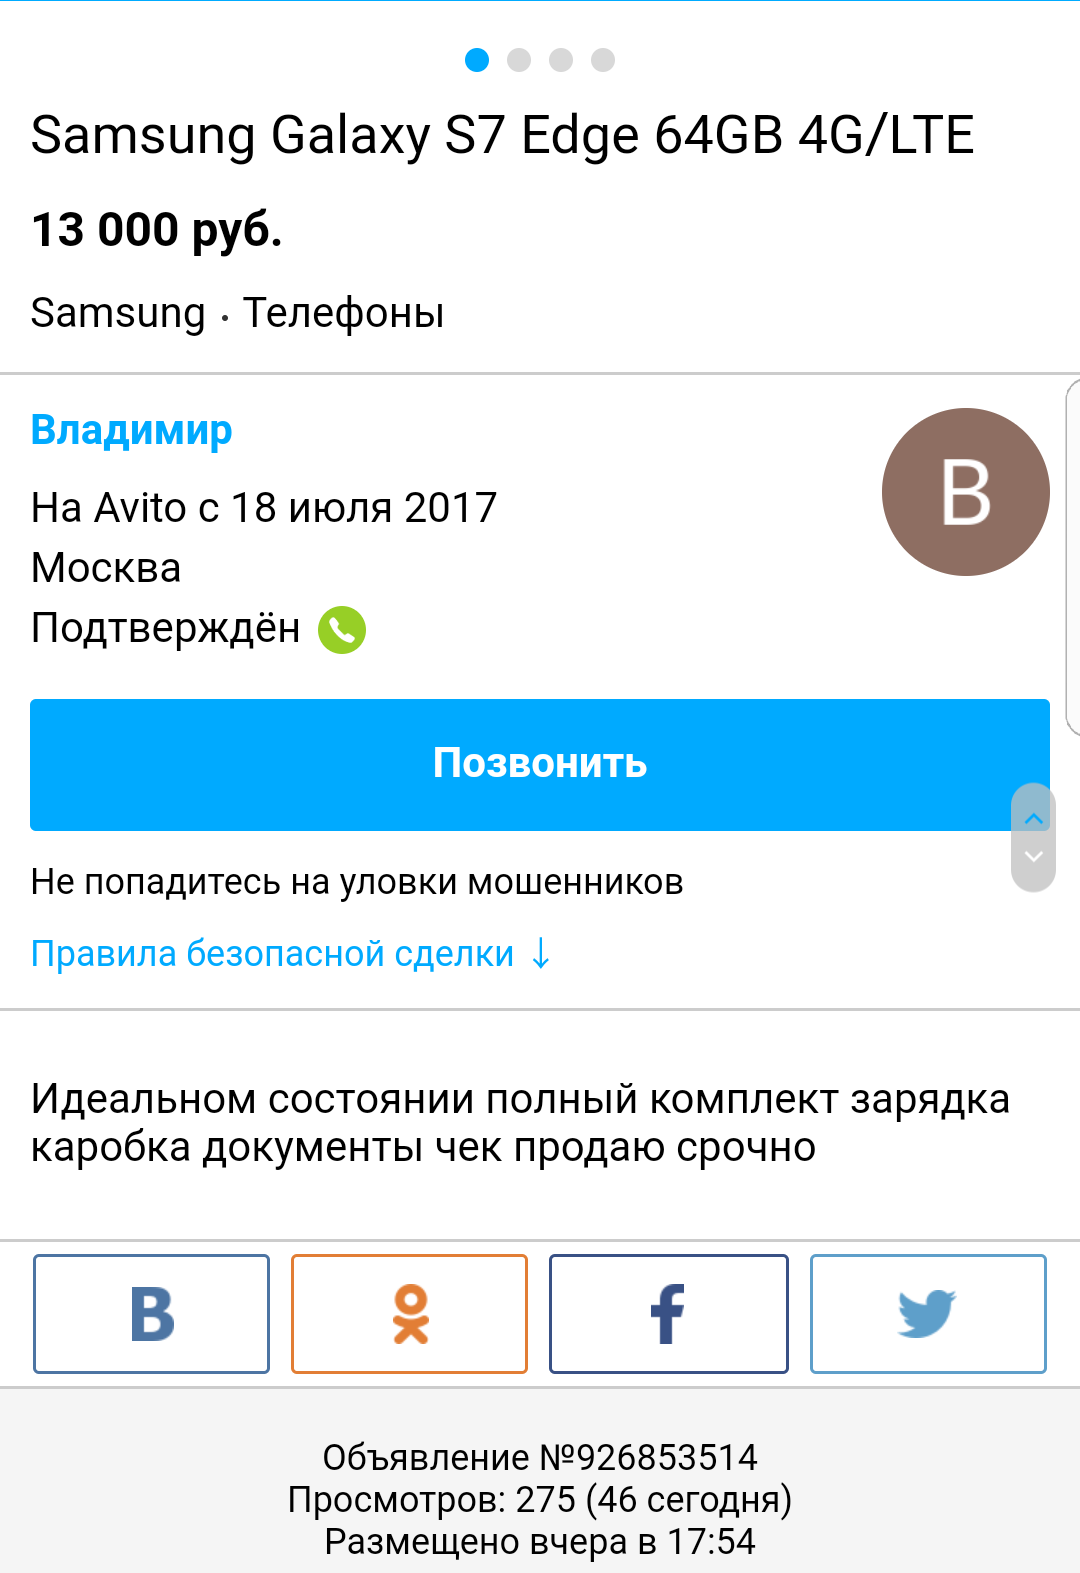 Samsung Galaxy S7 Edge 64GB 4G/LTE
13 000 руб.
Samsung · Телефоны
Владимир
На Avito с 18 июля 2017
Москва
Подтверждён
В
Позвонить
Не попадитесь на уловки мошенников
Правила безопасной сделки ↓
Идеальном состоянии полный комплект зарядка
каробка документы чек продаю срочно
Объявление №926853514
Просмотров: 275 (46 сегодня)
Размещено вчера в 17:54